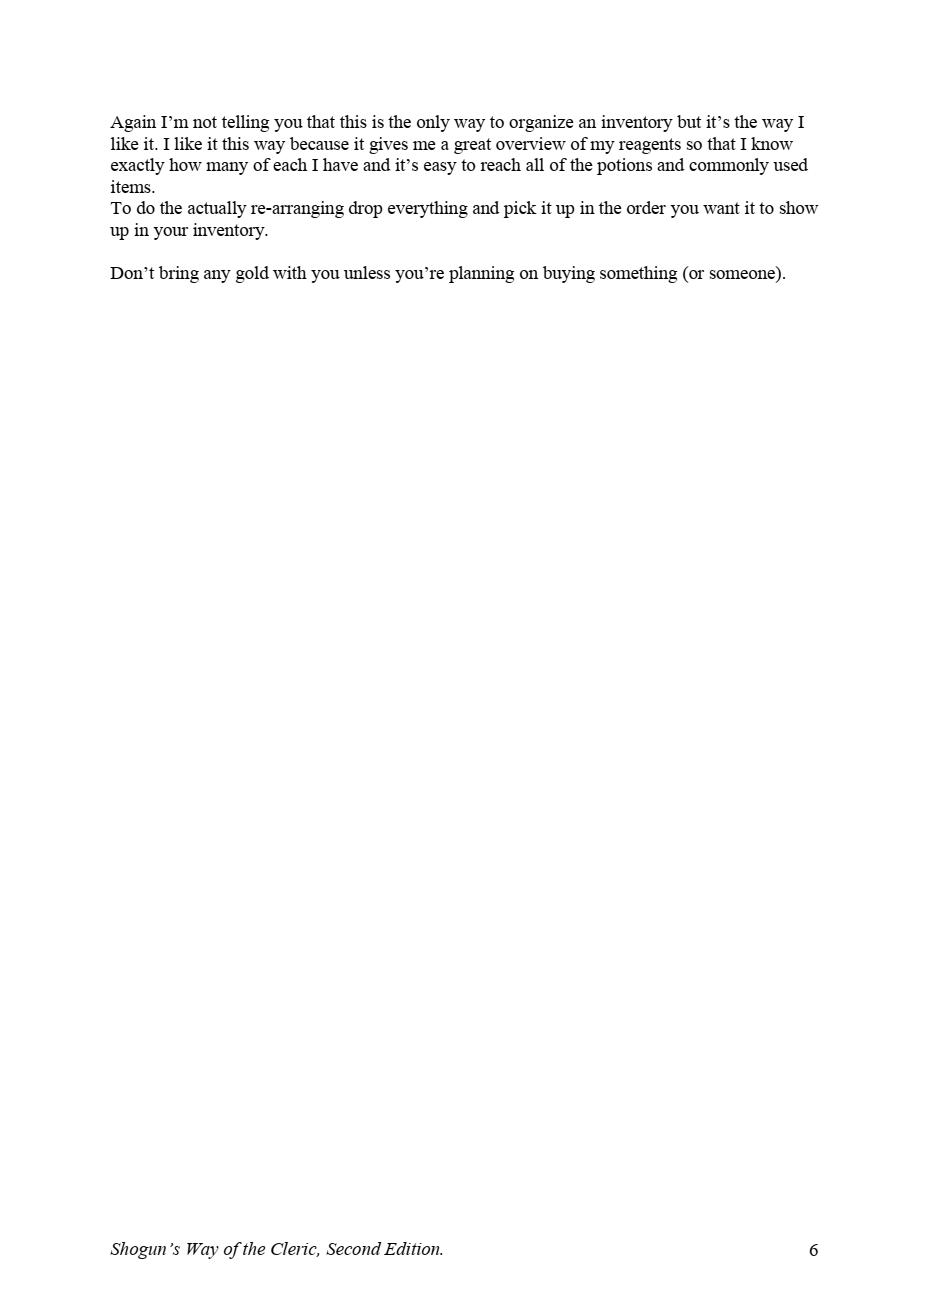 Again I’m not telling you that this is the only way to organize an inventory but it’s the way I
like it. I like it this way because it gives me a great overview of my reagents so that I know
exactly how many of each I have and it’s easy to reach all of the potions and commonly used
items.
To do the actually re-arranging drop everything and pick it up in the order you want it to show
up in your inventory.
Don’t bring any gold with you unless you’re planning on buying something (or someone).
Shogun’s Way of the Cleric, Second Edition. 6